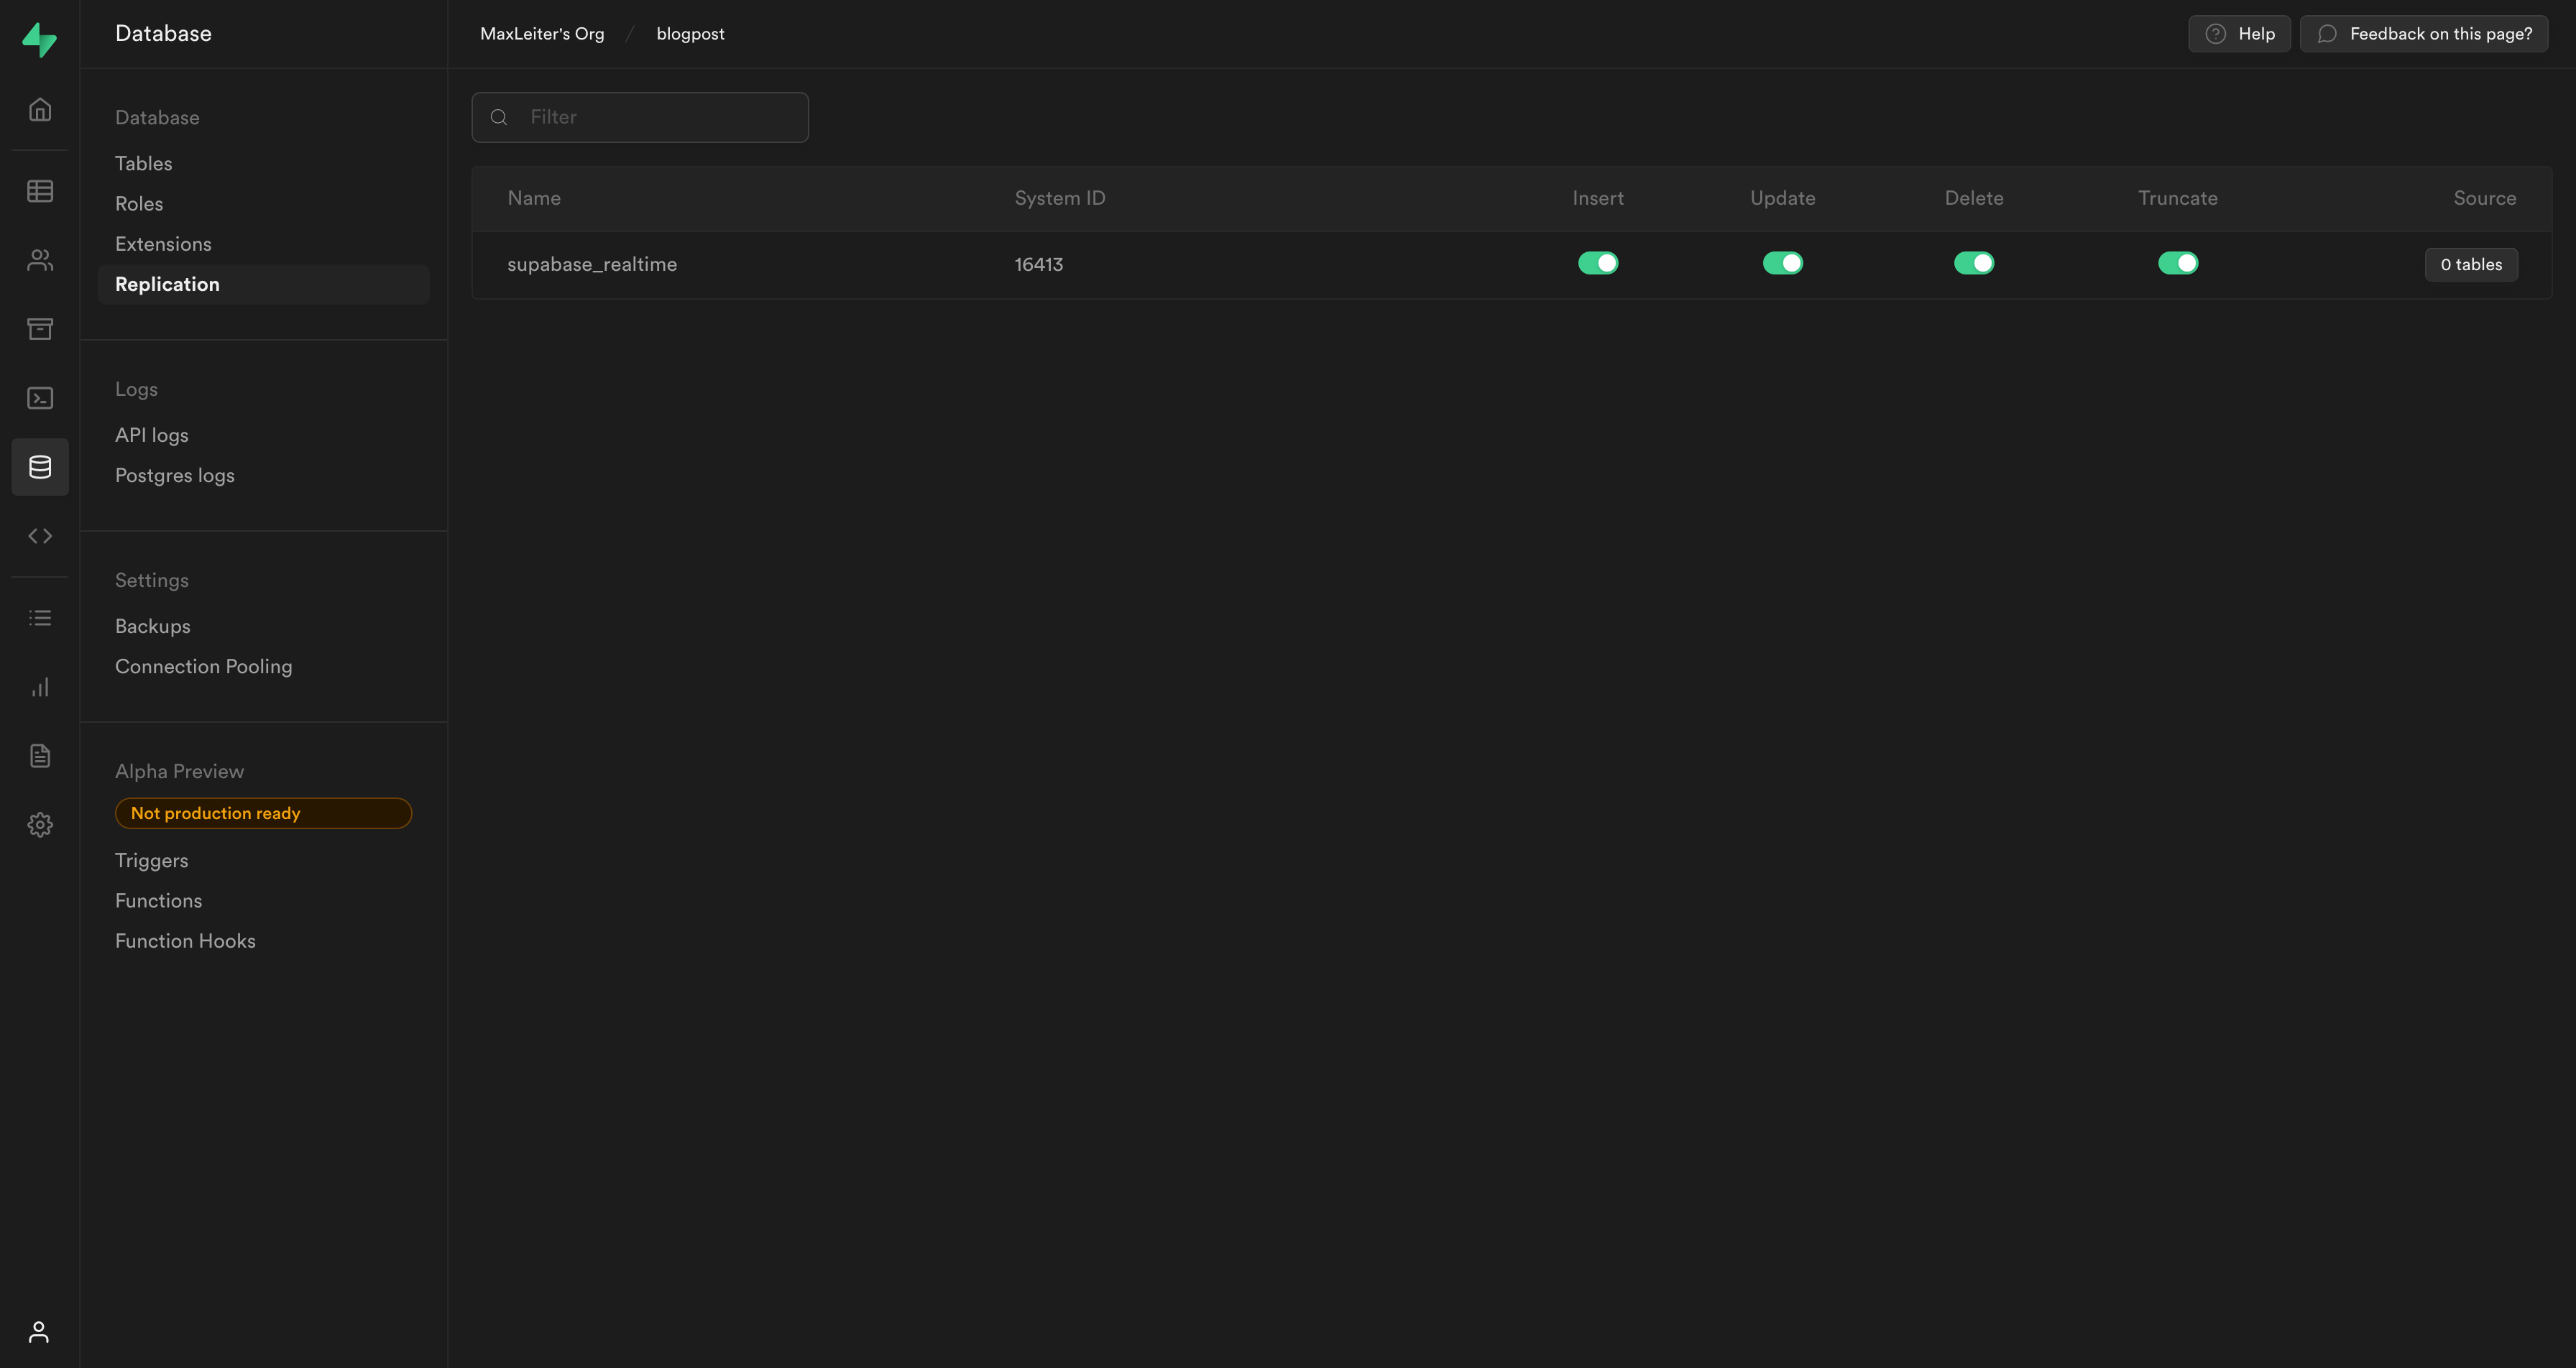 Database
MaxLeiter's Org / blogpost
Help
Feedback on this page?
Database
Tables
Roles
Extensions
Replication
Logs
API logs
Postgres logs
Settings
Backups
Connection Pooling
Alpha Preview
Not production ready
Triggers
Functions
Function Hooks
Filter
Name System ID Insert Update Delete Truncate Source
supabase_realtime 16413 0 tables